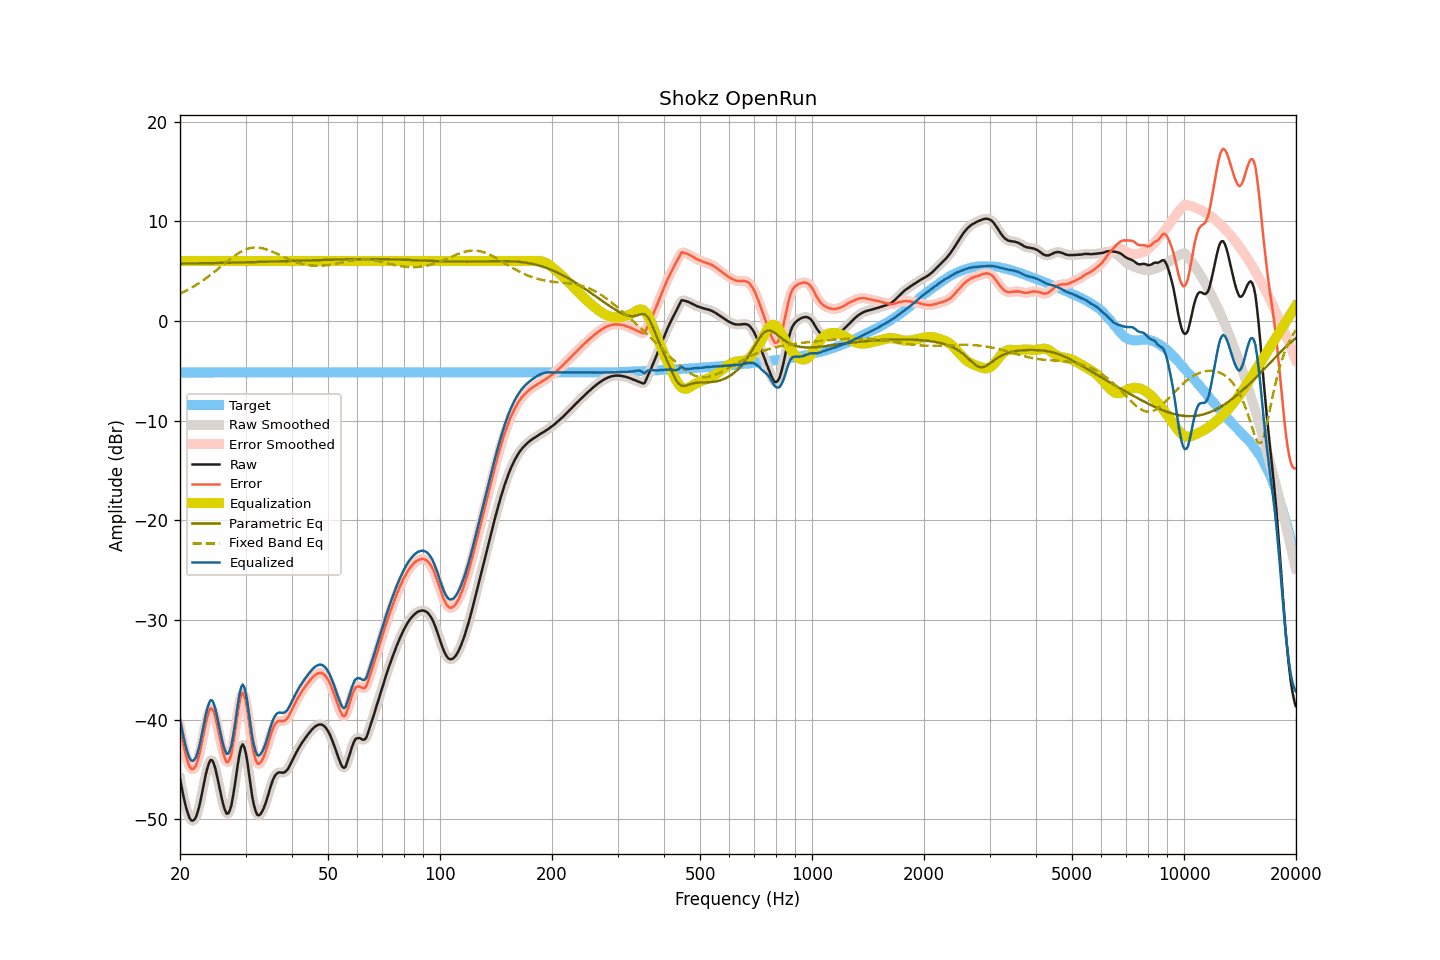 Shokz OpenRun
Amplitude (dBr)
20
10
0
−10
−20
−30
−40
−50
Target
Raw Smoothed
Error Smoothed
Raw
Error
Equalization
Parametric Eq
Fixed Band Eq
Equalized
20 50 100 200 500 1000 2000 5000 10000 20000
Frequency (Hz)